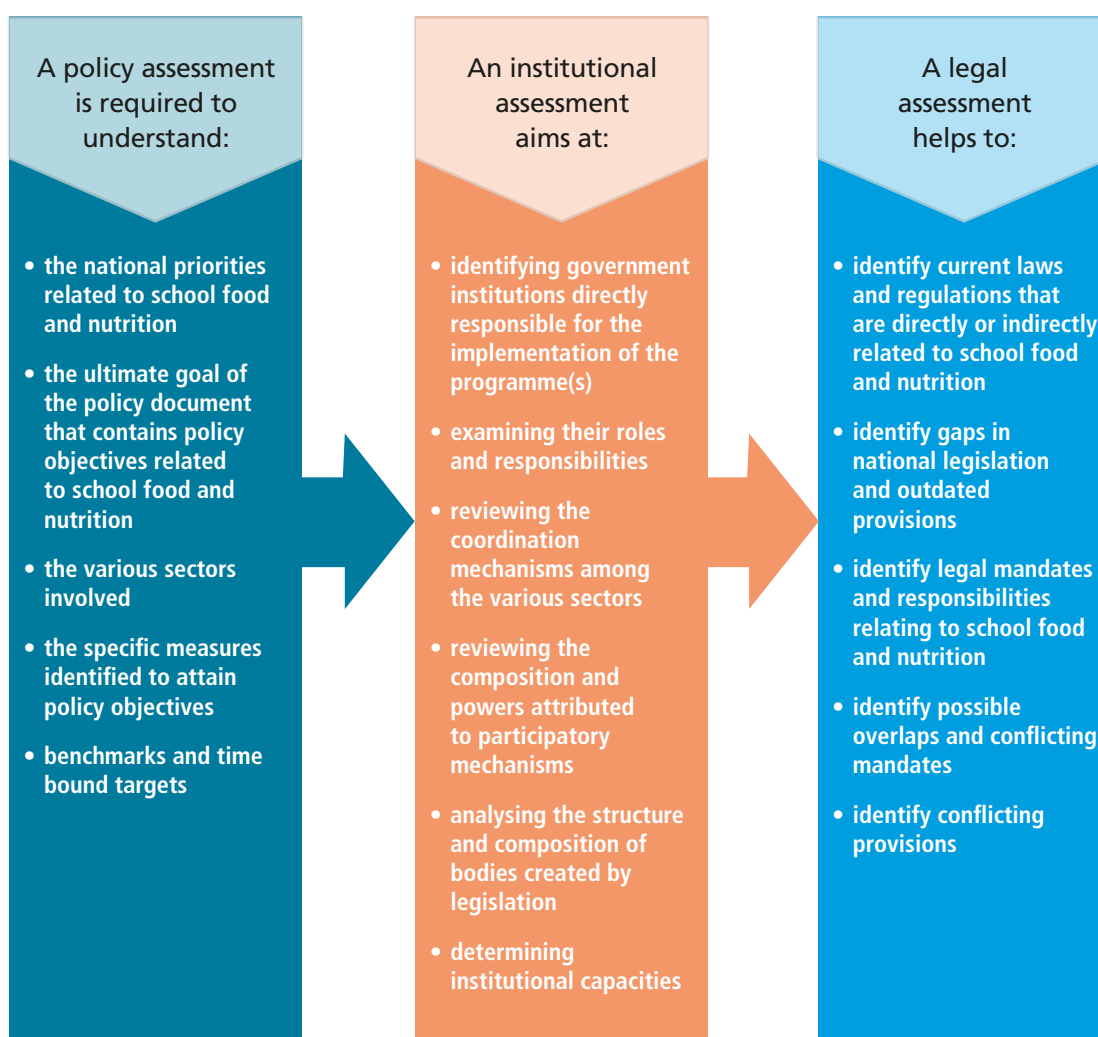 A policy assessment
is required to
understand:
• the national priorities
related to school food
and nutrition
• the ultimate goal of
the policy document
that contains policy
objectives related
to school food and
nutrition
• the various sectors
involved
• the specific measures
identified to attain
policy objectives
• benchmarks and time
bound targets
An institutional
assessment
aims at:
• identifying government
institutions directly
responsible for the
implementation of the
programme(s)
• examining their roles
and responsibilities
• reviewing the
coordination
mechanisms among
the various sectors
• reviewing the
composition and
powers attributed
to participatory
mechanisms
• analysing the structure
and composition of
bodies created by
legislation
• determining
institutional capacities
A legal
assessment
helps to:
• identify current laws
and regulations that
are directly or indirectly
related to school food
and nutrition
• identify gaps in
national legislation
and outdated
provisions
• identify legal mandates
and responsibilities
relating to school food
and nutrition
• identify possible
overlaps and conflicting
mandates
• identify conflicting
provisions